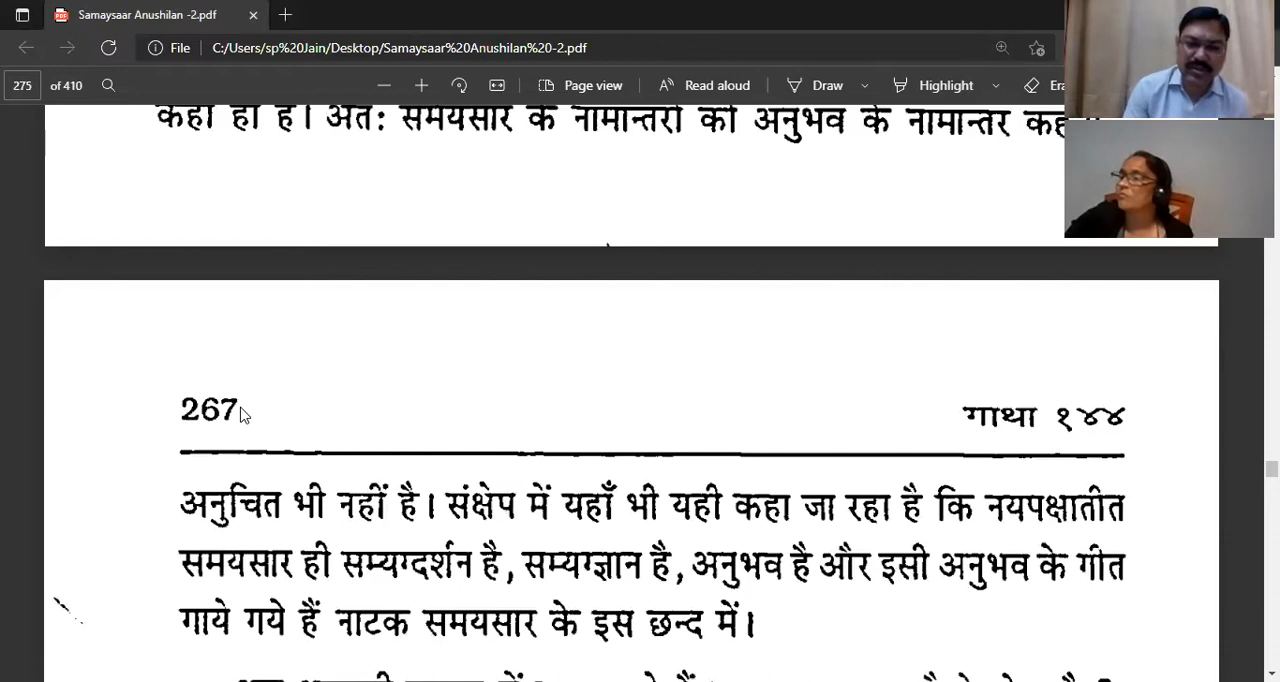 Samaysaar Anushilan -2.pdf
File C:/Users/sp%20Jain/Desktop/Samaysaar%20Anushilan%20-2.pdf
275 of 410 Page view Read aloud Draw Highlight
कहा ही है। अतः समयसार के नामान्तरों को अनुभव के नामान्तर
267 गाथा १४४
अनुचित भी नहीं है। संक्षेप में यहाँ भी यही कहा जा रहा है कि नयपक्षातीत
समयसार ही सम्यग्दर्शन है, सम्यग्ज्ञान है, अनुभव है और इसी अनुभव के गीत
गाये गये हैं नाटक समयसार के इस छन्द में।